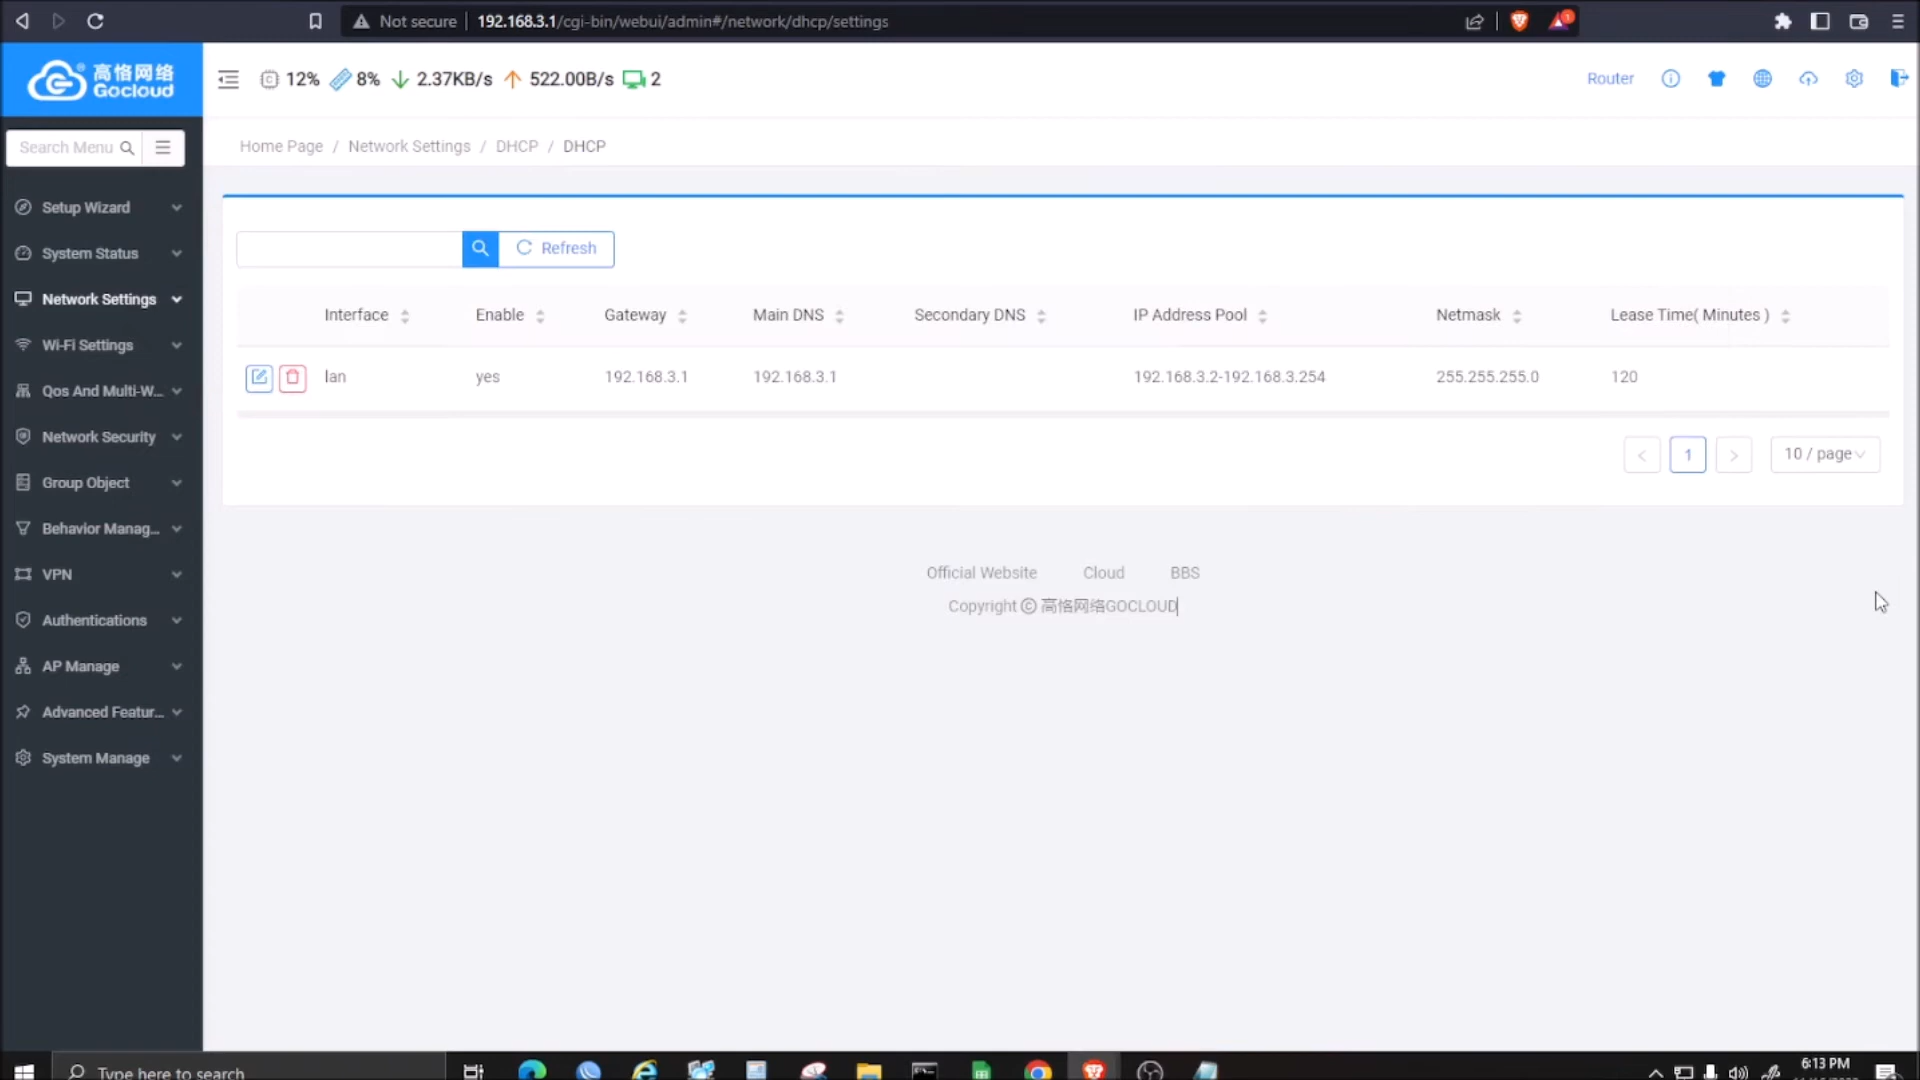 Not secure 192.168.3.1/cgi-bin/webui/admin#/network/dhcp/settings
高恪网络
Gocloud
12% 8% 2.37KB/s 522.00B/s 2
Router
Search Menu
Home Page / Network Settings / DHCP / DHCP
Setup Wizard
System Status
Network Settings
Wi-Fi Settings
Qos And Multi-W...
Network Security
Group Object
Behavior Manag...
VPN
Authentications
AP Manage
Advanced Featur...
System Manage
Refresh
Interface Enable Gateway Main DNS Secondary DNS IP Address Pool Netmask Lease Time( Minutes )
lan yes 192.168.3.1 192.168.3.1 192.168.3.2-192.168.3.254 255.255.255.0 120
< 1 > 10 / page
Official Website Cloud BBS
Copyright © 高恪网络GOCLOUD
Type here to search
6:13 PM